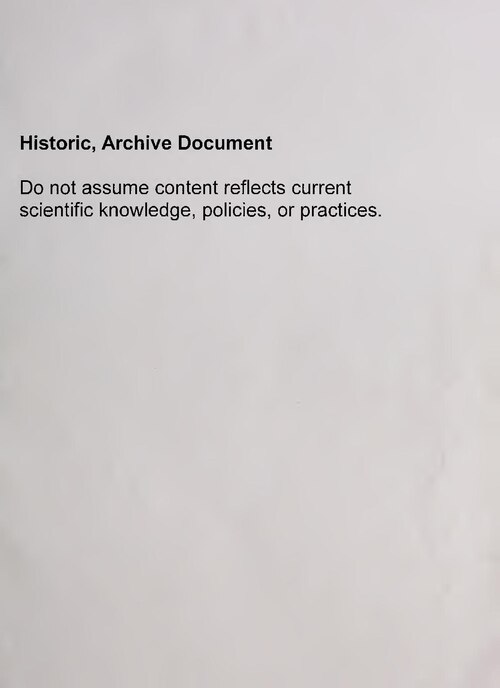 Historic, Archive Document
Do not assume content reflects current
scientific knowledge, policies, or practices.